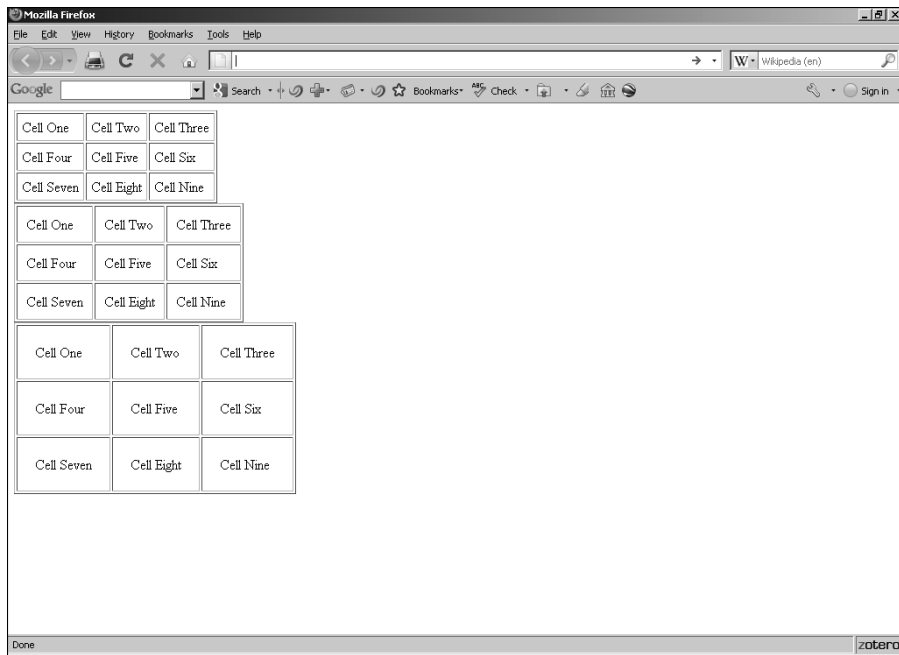 Mozilla Firefox
File Edit View History Bookmarks Tools Help
W Wikipedia (en)
Google Search Bookmarks ABC Check Sign in
Cell One Cell Two Cell Three
Cell Four Cell Five Cell Six
Cell Seven Cell Eight Cell Nine
Cell One Cell Two Cell Three
Cell Four Cell Five Cell Six
Cell Seven Cell Eight Cell Nine
Cell One Cell Two Cell Three
Cell Four Cell Five Cell Six
Cell Seven Cell Eight Cell Nine
Done zotero